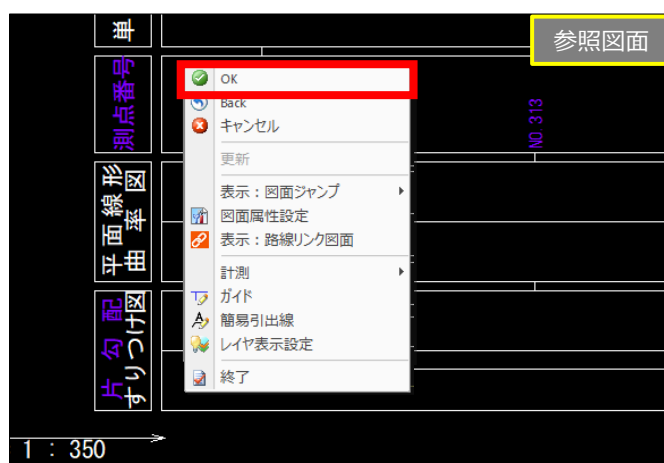 参照図面
単
測点番号
NO.313
平面線形
曲率図
片勾配
すりつけ図
1 : 350
OK
Back
キャンセル
更新
表示：図面ジャンプ
図面属性設定
表示：路線リンク図面
計測
ガイド
簡易引出線
レイヤ表示設定
終了